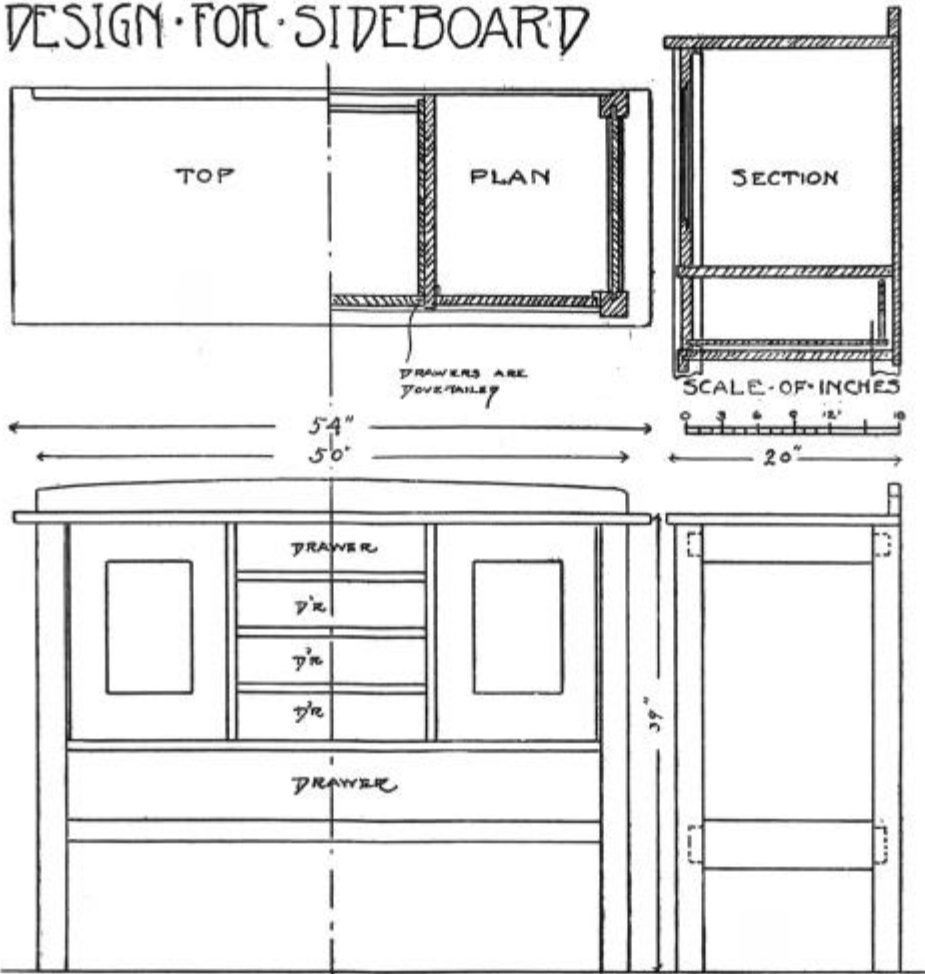 DESIGN·FOR·SIDEBOARD
TOP
PLAN
SECTION
DRAWERS ARE
DOVETAILED
SCALE·OF·INCHES
0 3 6 9 12 18
54"
50"
20"
DRAWER
D'R
D'R
D'R
DRAWER
39"